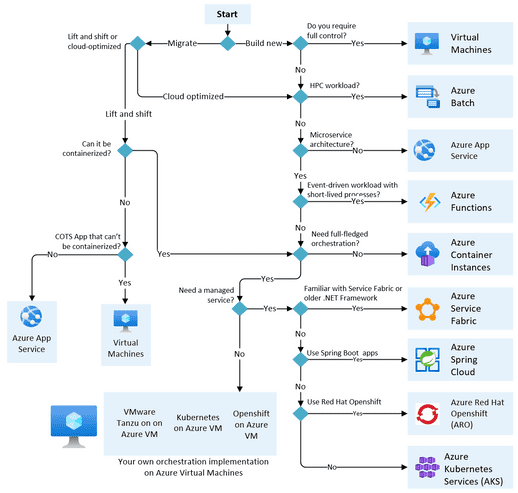 Start
Lift and shift or
cloud-optimized
Migrate
Build new
Do you require
full control?
Yes
Virtual
Machines
No
Cloud optimized
HPC workload?
Yes
Azure
Batch
Lift and shift
No
Can it be
containerized?
Microservice
architecture?
No
Azure App
Service
Yes
Event-driven workload with
short-lived processes?
Yes
Azure
Functions
No
No
COTS App that can't
be containerized?
No
Yes
Need full-fledged
orchestration?
No
Azure
Container
Instances
Yes
Yes
Azure App
Service
Virtual
Machines
Need a managed
service?
Yes
Familiar with Service Fabric or
older .NET Framework
Yes
Azure
Service
Fabric
No
No
Use Spring Boot apps
Yes
Azure
Spring
Cloud
No
Use Red Hat Openshift
Yes
Azure Red Hat
Openshift
(ARO)
VMware
Tanzu on on
Azure VM
Kubernetes
on Azure VM
Openshift
on Azure
VM
Your own orchestration implementation
on Azure Virtual Machines
No
Azure
Kubernetes
Services (AKS)